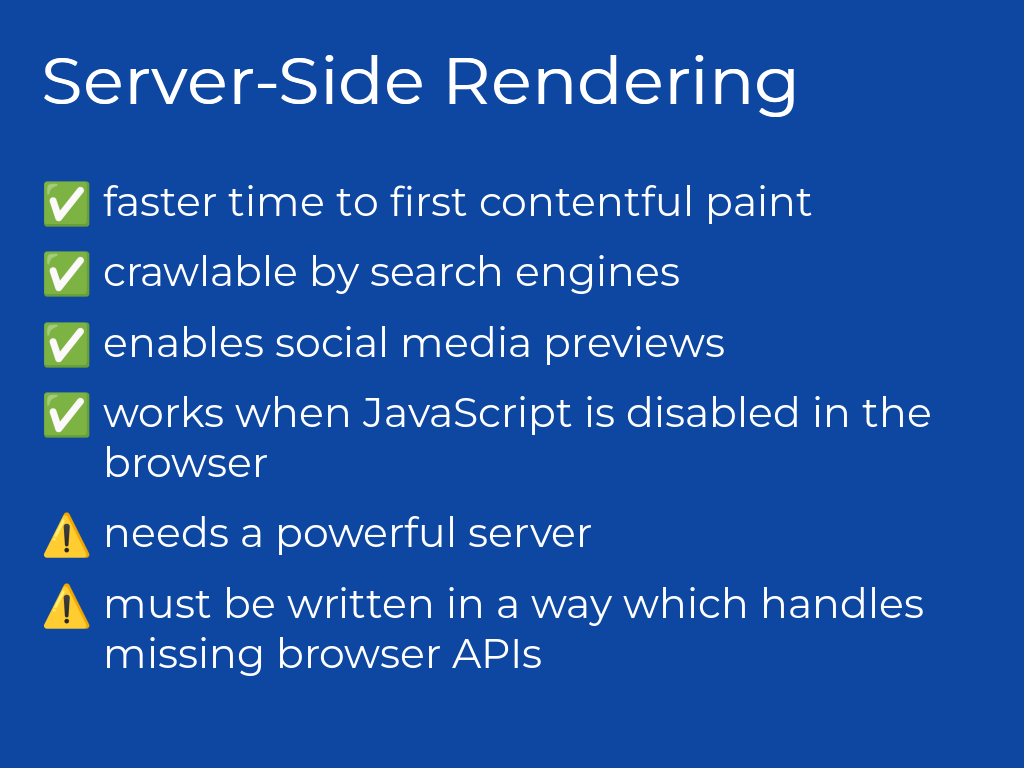 Server-Side Rendering
✅ faster time to first contentful paint
✅ crawlable by search engines
✅ enables social media previews
✅ works when JavaScript is disabled in the
browser
⚠️ needs a powerful server
⚠️ must be written in a way which handles
missing browser APIs